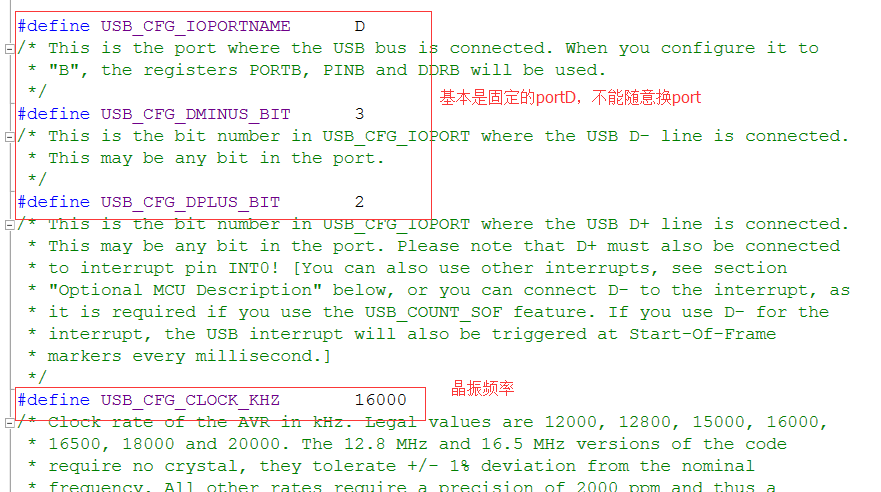 #define USB_CFG_IOPORTNAME D
/* This is the port where the USB bus is connected. When you configure it to
* "B", the registers PORTB, PINB and DDRB will be used.
*/
基本是固定的portD，不能随意换port
#define USB_CFG_DMINUS_BIT 3
/* This is the bit number in USB_CFG_IOPORT where the USB D- line is connected.
* This may be any bit in the port.
*/
#define USB_CFG_DPLUS_BIT 2
/* This is the bit number in USB_CFG_IOPORT where the USB D+ line is connected.
* This may be any bit in the port. Please note that D+ must also be connected
* to interrupt pin INT0! [You can also use other interrupts, see section
* "Optional MCU Description" below, or you can connect D- to the interrupt, as
* it is required if you use the USB_COUNT_SOF feature. If you use D- for the
* interrupt, the USB interrupt will also be triggered at Start-Of-Frame
* markers every millisecond.]
*/
晶振频率
#define USB_CFG_CLOCK_KHZ 16000
/* Clock rate of the AVR in kHz. Legal values are 12000, 12800, 15000, 16000,
* 16500, 18000 and 20000. The 12.8 MHz and 16.5 MHz versions of the code
* require no crystal, they tolerate +/- 1% deviation from the nominal
* frequency. All other rates require a precision of 2000 ppm and thus a